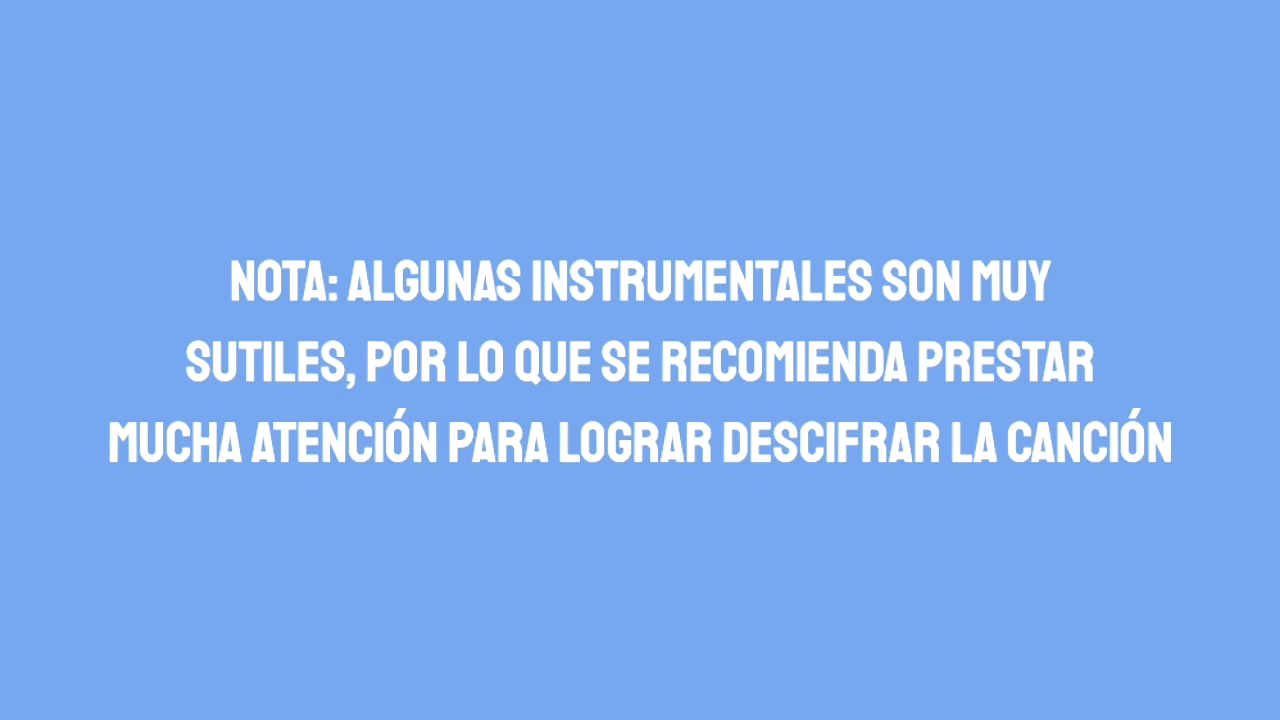 NOTA: ALGUNAS INSTRUMENTALES SON MUY
SUTILES, POR LO QUE SE RECOMIENDA PRESTAR
MUCHA ATENCIÓN PARA LOGRAR DESCIFRAR LA CANCIÓN